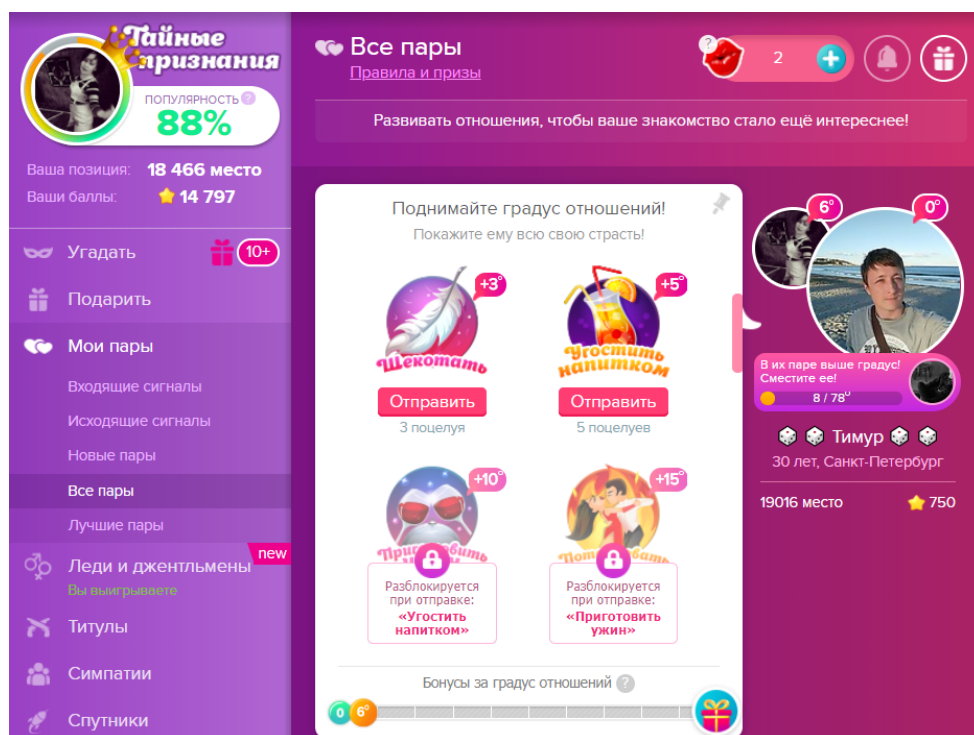 Тайные
признания
ПОПУЛЯРНОСТЬ ?
88%
Ваша позиция: 18 466 место
Ваши баллы: 14 797
Угадать 10+
Подарить
Мои пары
Входящие сигналы
Исходящие сигналы
Новые пары
Все пары
Лучшие пары
Леди и джентльмены new
Вы выигрываете
Титулы
Симпатии
Спутники
Все пары
Правила и призы
? 2 +
Развивать отношения, чтобы ваше знакомство стало ещё интереснее!
Поднимайте градус отношений!
Покажите ему всю свою страсть!
+3°
Щекотать
Отправить
3 поцелуя
+5°
Угостить
напитком
Отправить
5 поцелуев
+10°
Разблокируется
при отправке:
«Угостить
напитком»
+15°
Разблокируется
при отправке:
«Приготовить
ужин»
Бонусы за градус отношений ?
0 6°
6° 0°
В их паре выше градус!
Сместите ее!
8 / 78°
Тимур
30 лет, Санкт-Петербург
19016 место 750